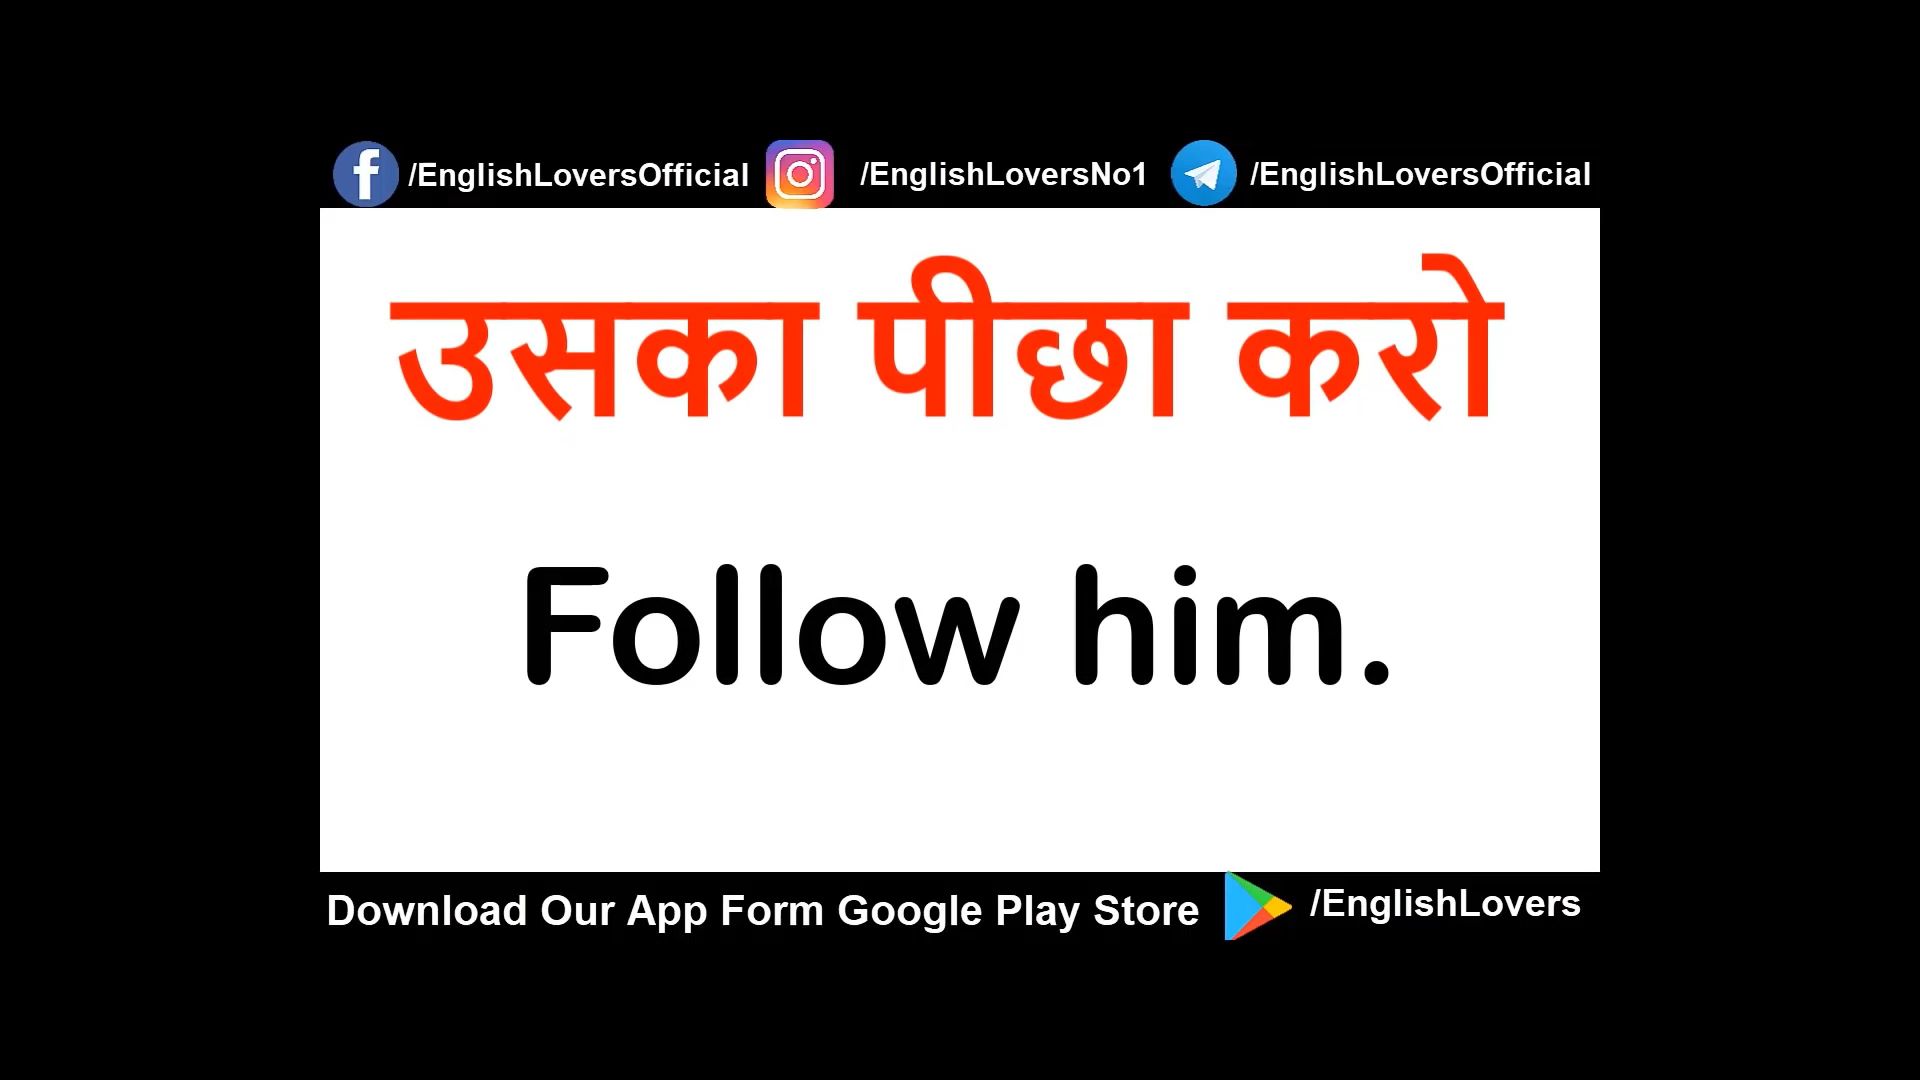 /EnglishLoversOfficial /EnglishLoversNo1 /EnglishLoversOfficial
उसका पीछा करो
Follow him.
Download Our App Form Google Play Store /EnglishLovers